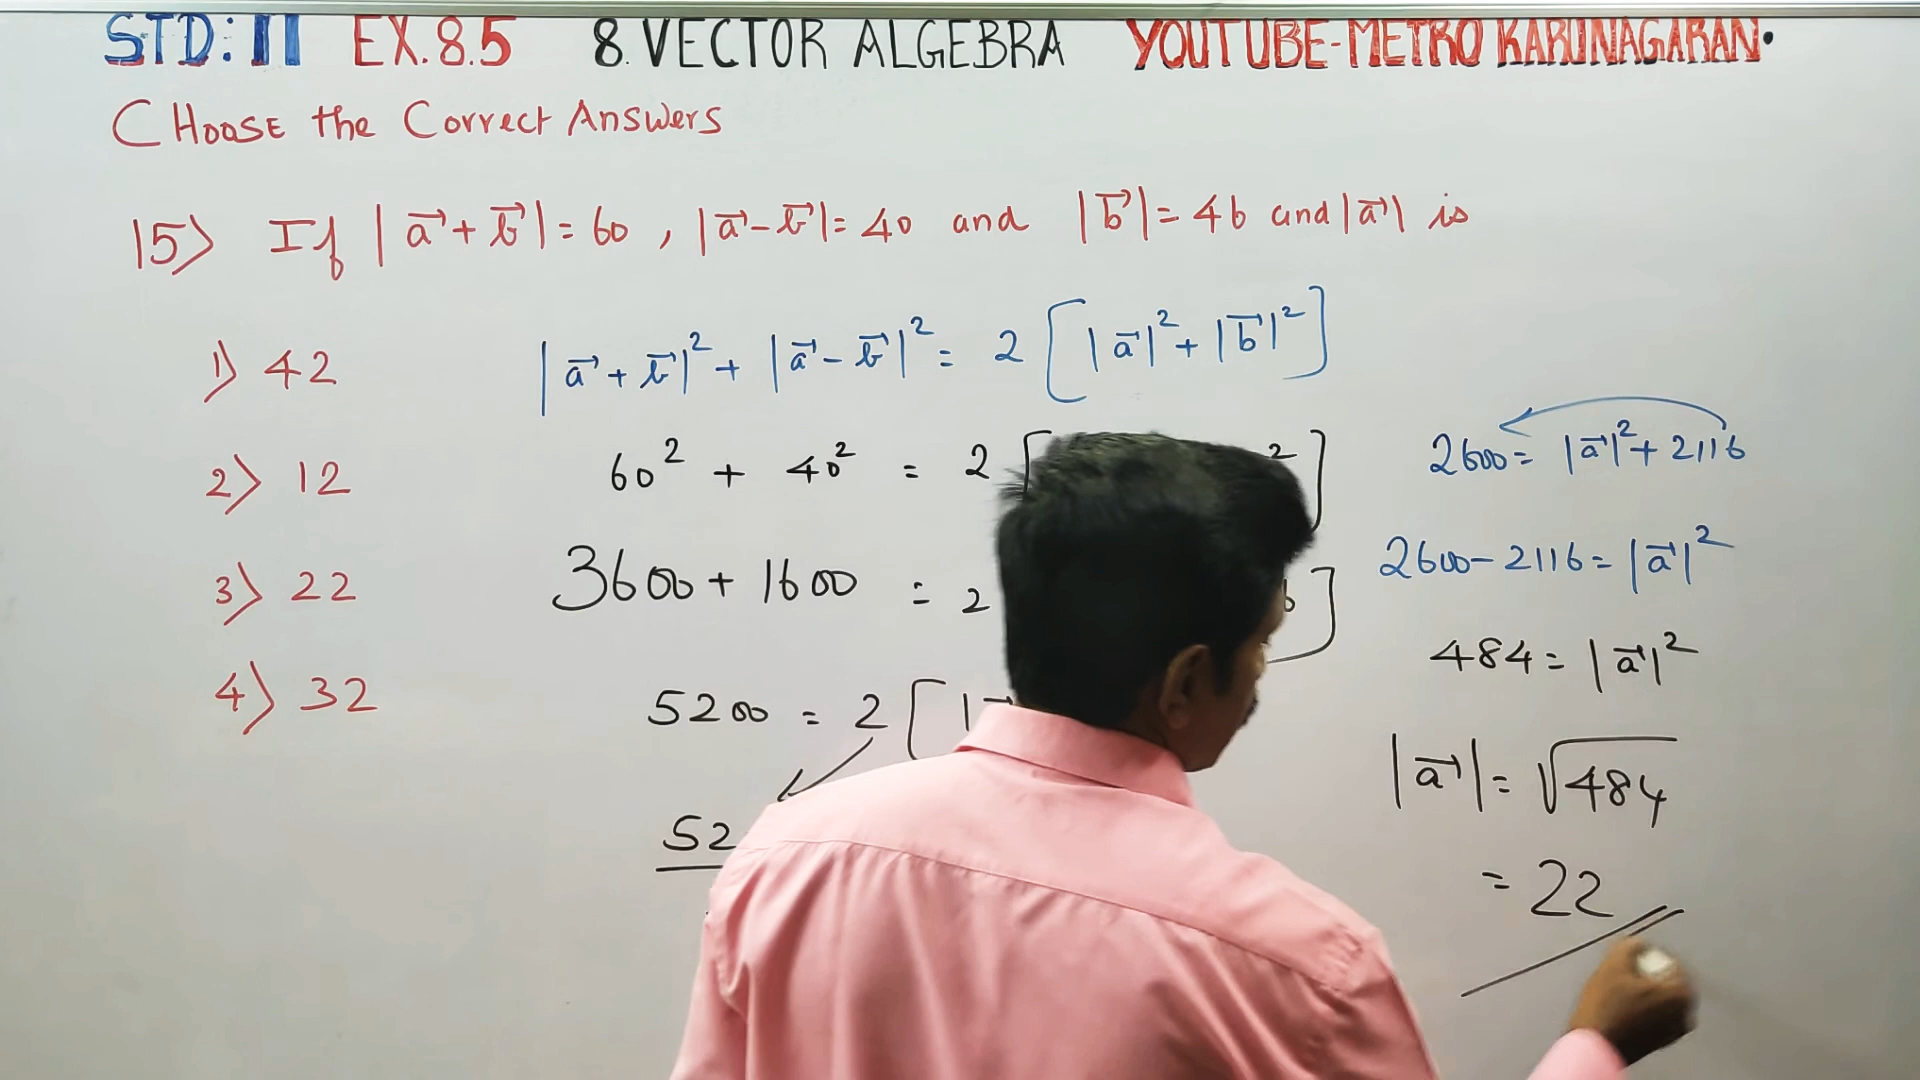 STD: 11 EX.8.5 8. VECTOR ALGEBRA YOUTUBE-METRO KARUNAGARAN.
CHOOSE the Correct Answers
15) If |a⃗ + b⃗| = 60, |a⃗ - b⃗| = 40 and |b⃗| = 46 and |a⃗| is
1) 42
2) 12
3) 22
4) 32
|a⃗ + b⃗|² + |a⃗ - b⃗|² = 2 [ |a⃗|² + |b⃗|² ]
60² + 40² = 2 [ ² ]
3600 + 1600 = 2 ]
5200 = 2 [ |
52
2600 = |a⃗|² + 2116
2600 - 2116 = |a⃗|²
484 = |a⃗|²
|a⃗| = √484
= 22